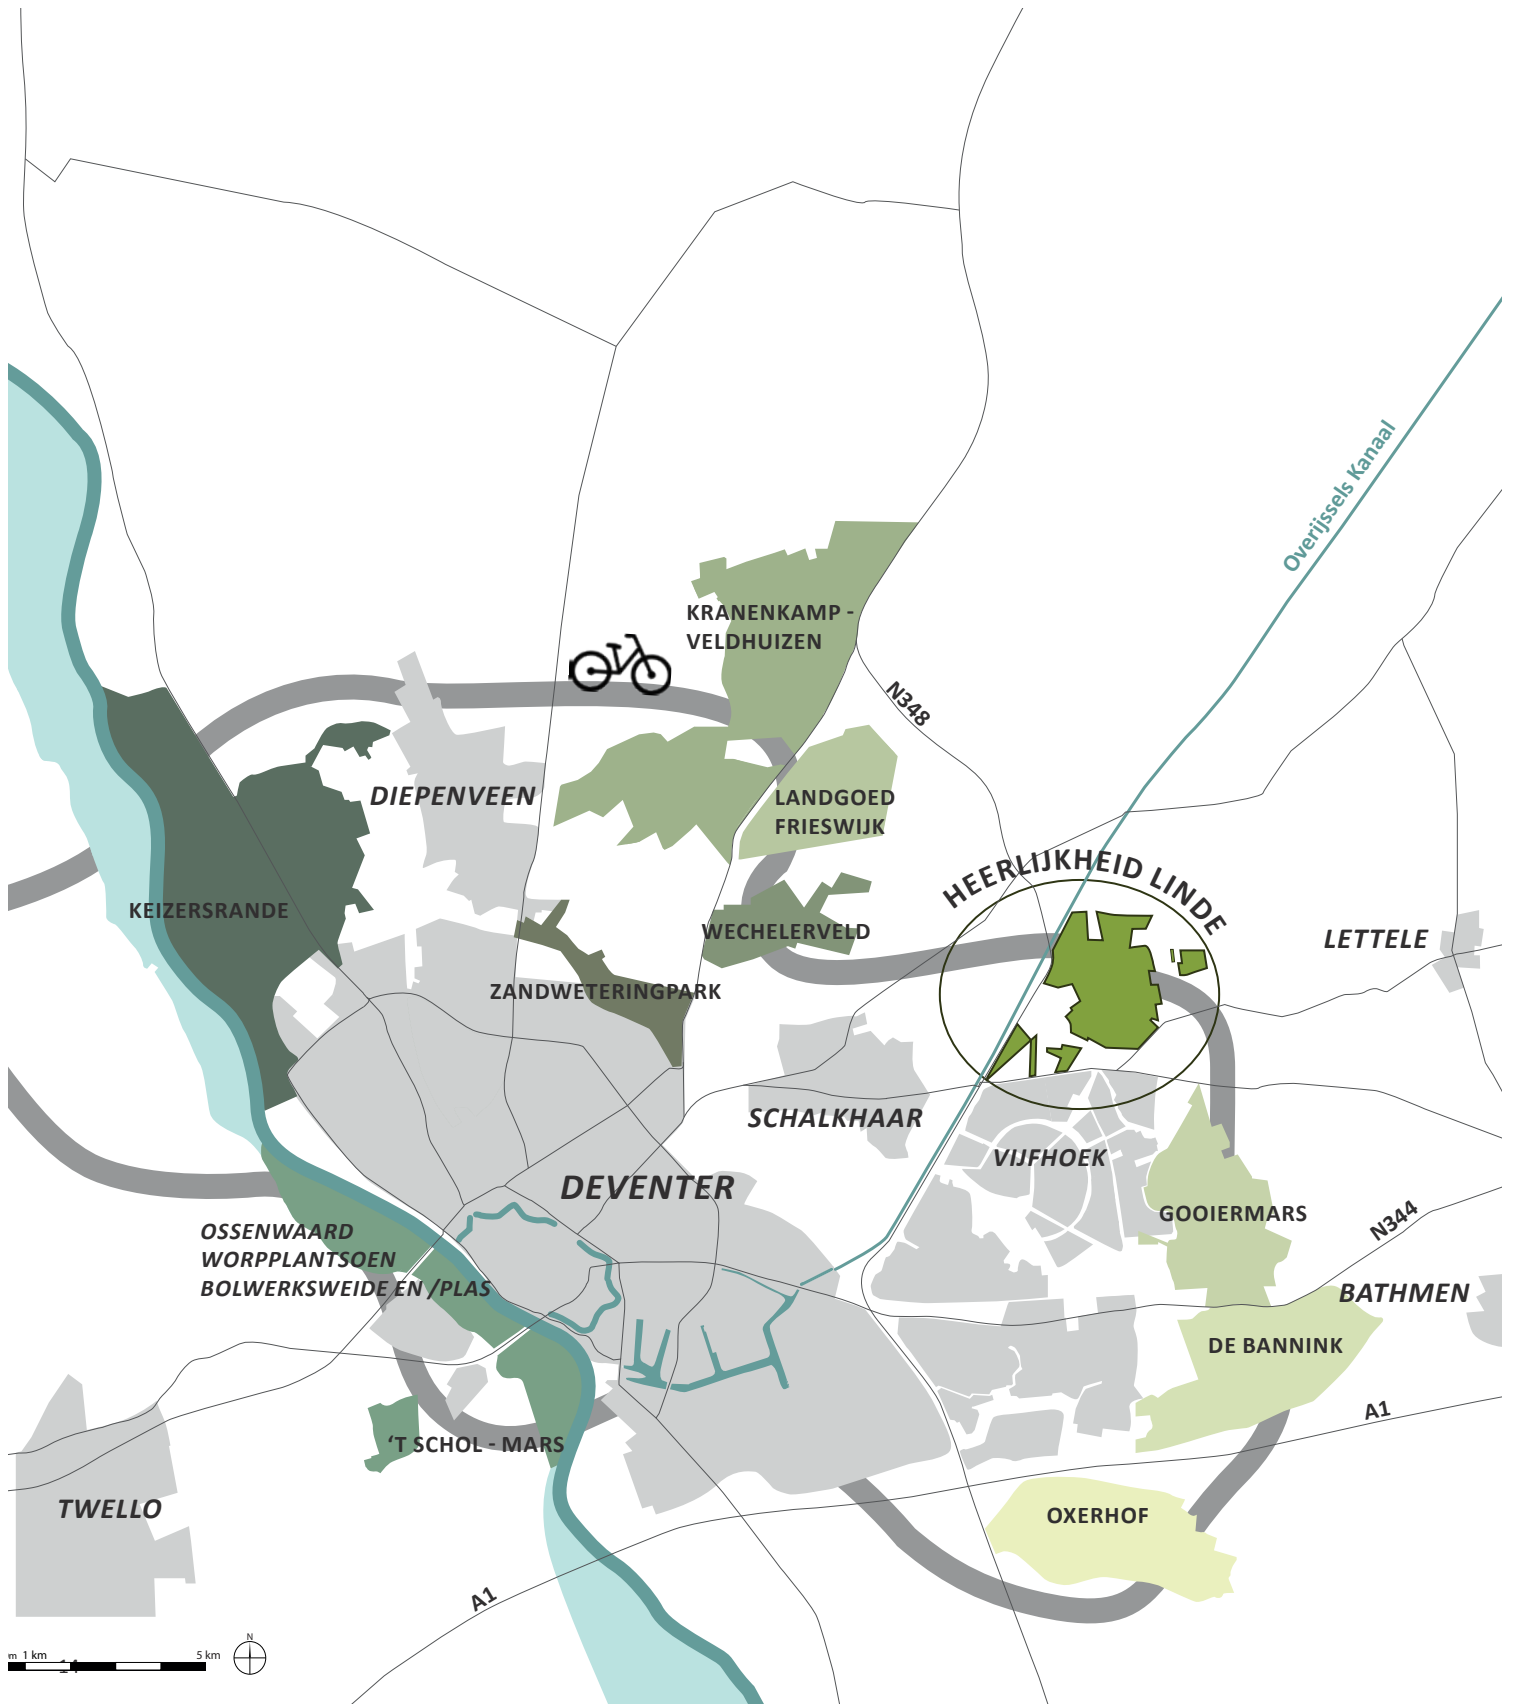 Overijssels Kanaal
KRANENKAMP -
VELDHUIZEN
N348
DIEPENVEEN
LANDGOED
FRIESWIJK
HEERLIJKHEID LINDE
KEIZERSRANDE
WECHELERVELD
LETTELE
ZANDWETERINGPARK
SCHALKHAAR
VIJFHOEK
DEVENTER
GOOIERMARS
N344
OSSENWAARD
WORPPLANTSOEN
BOLWERKSWEIDE EN /PLAS
BATHMEN
DE BANNINK
A1
'T SCHOL - MARS
TWELLO
OXERHOF
A1
N
1 km
5 km